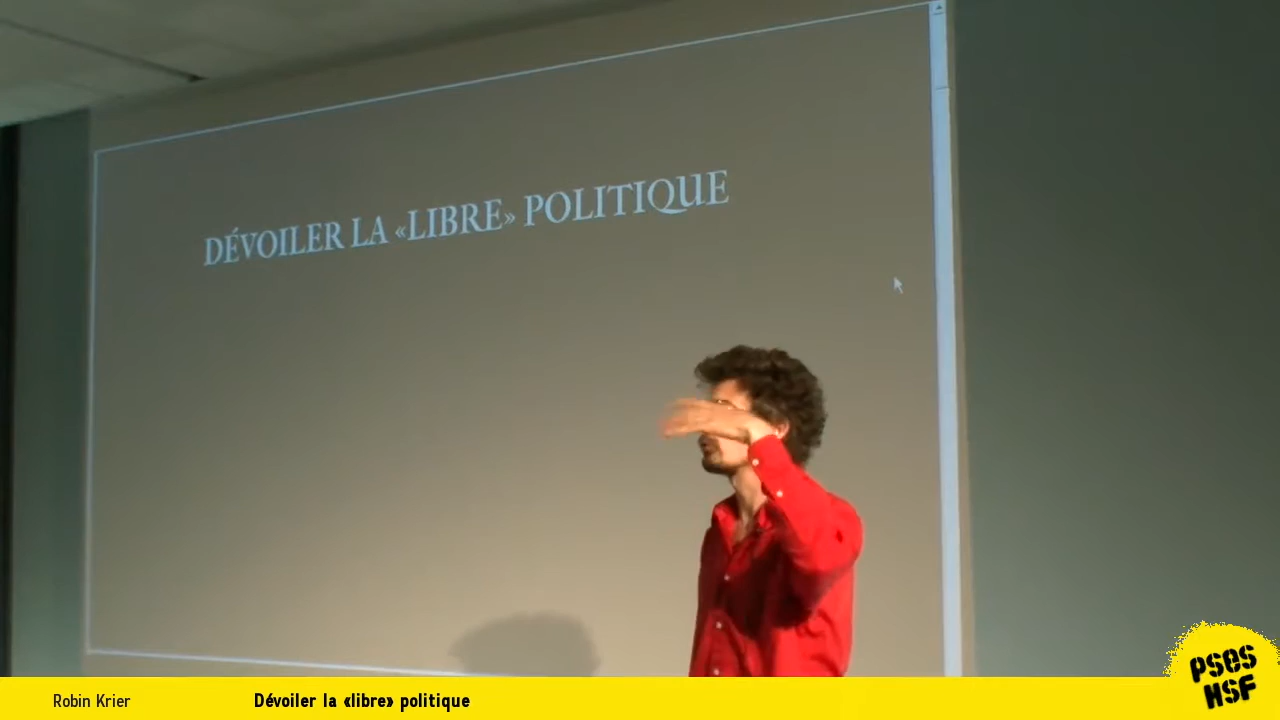 DÉVOILER LA «LIBRE» POLITIQUE
Robin Krier
Dévoiler la «libre» politique
PSES
HSF